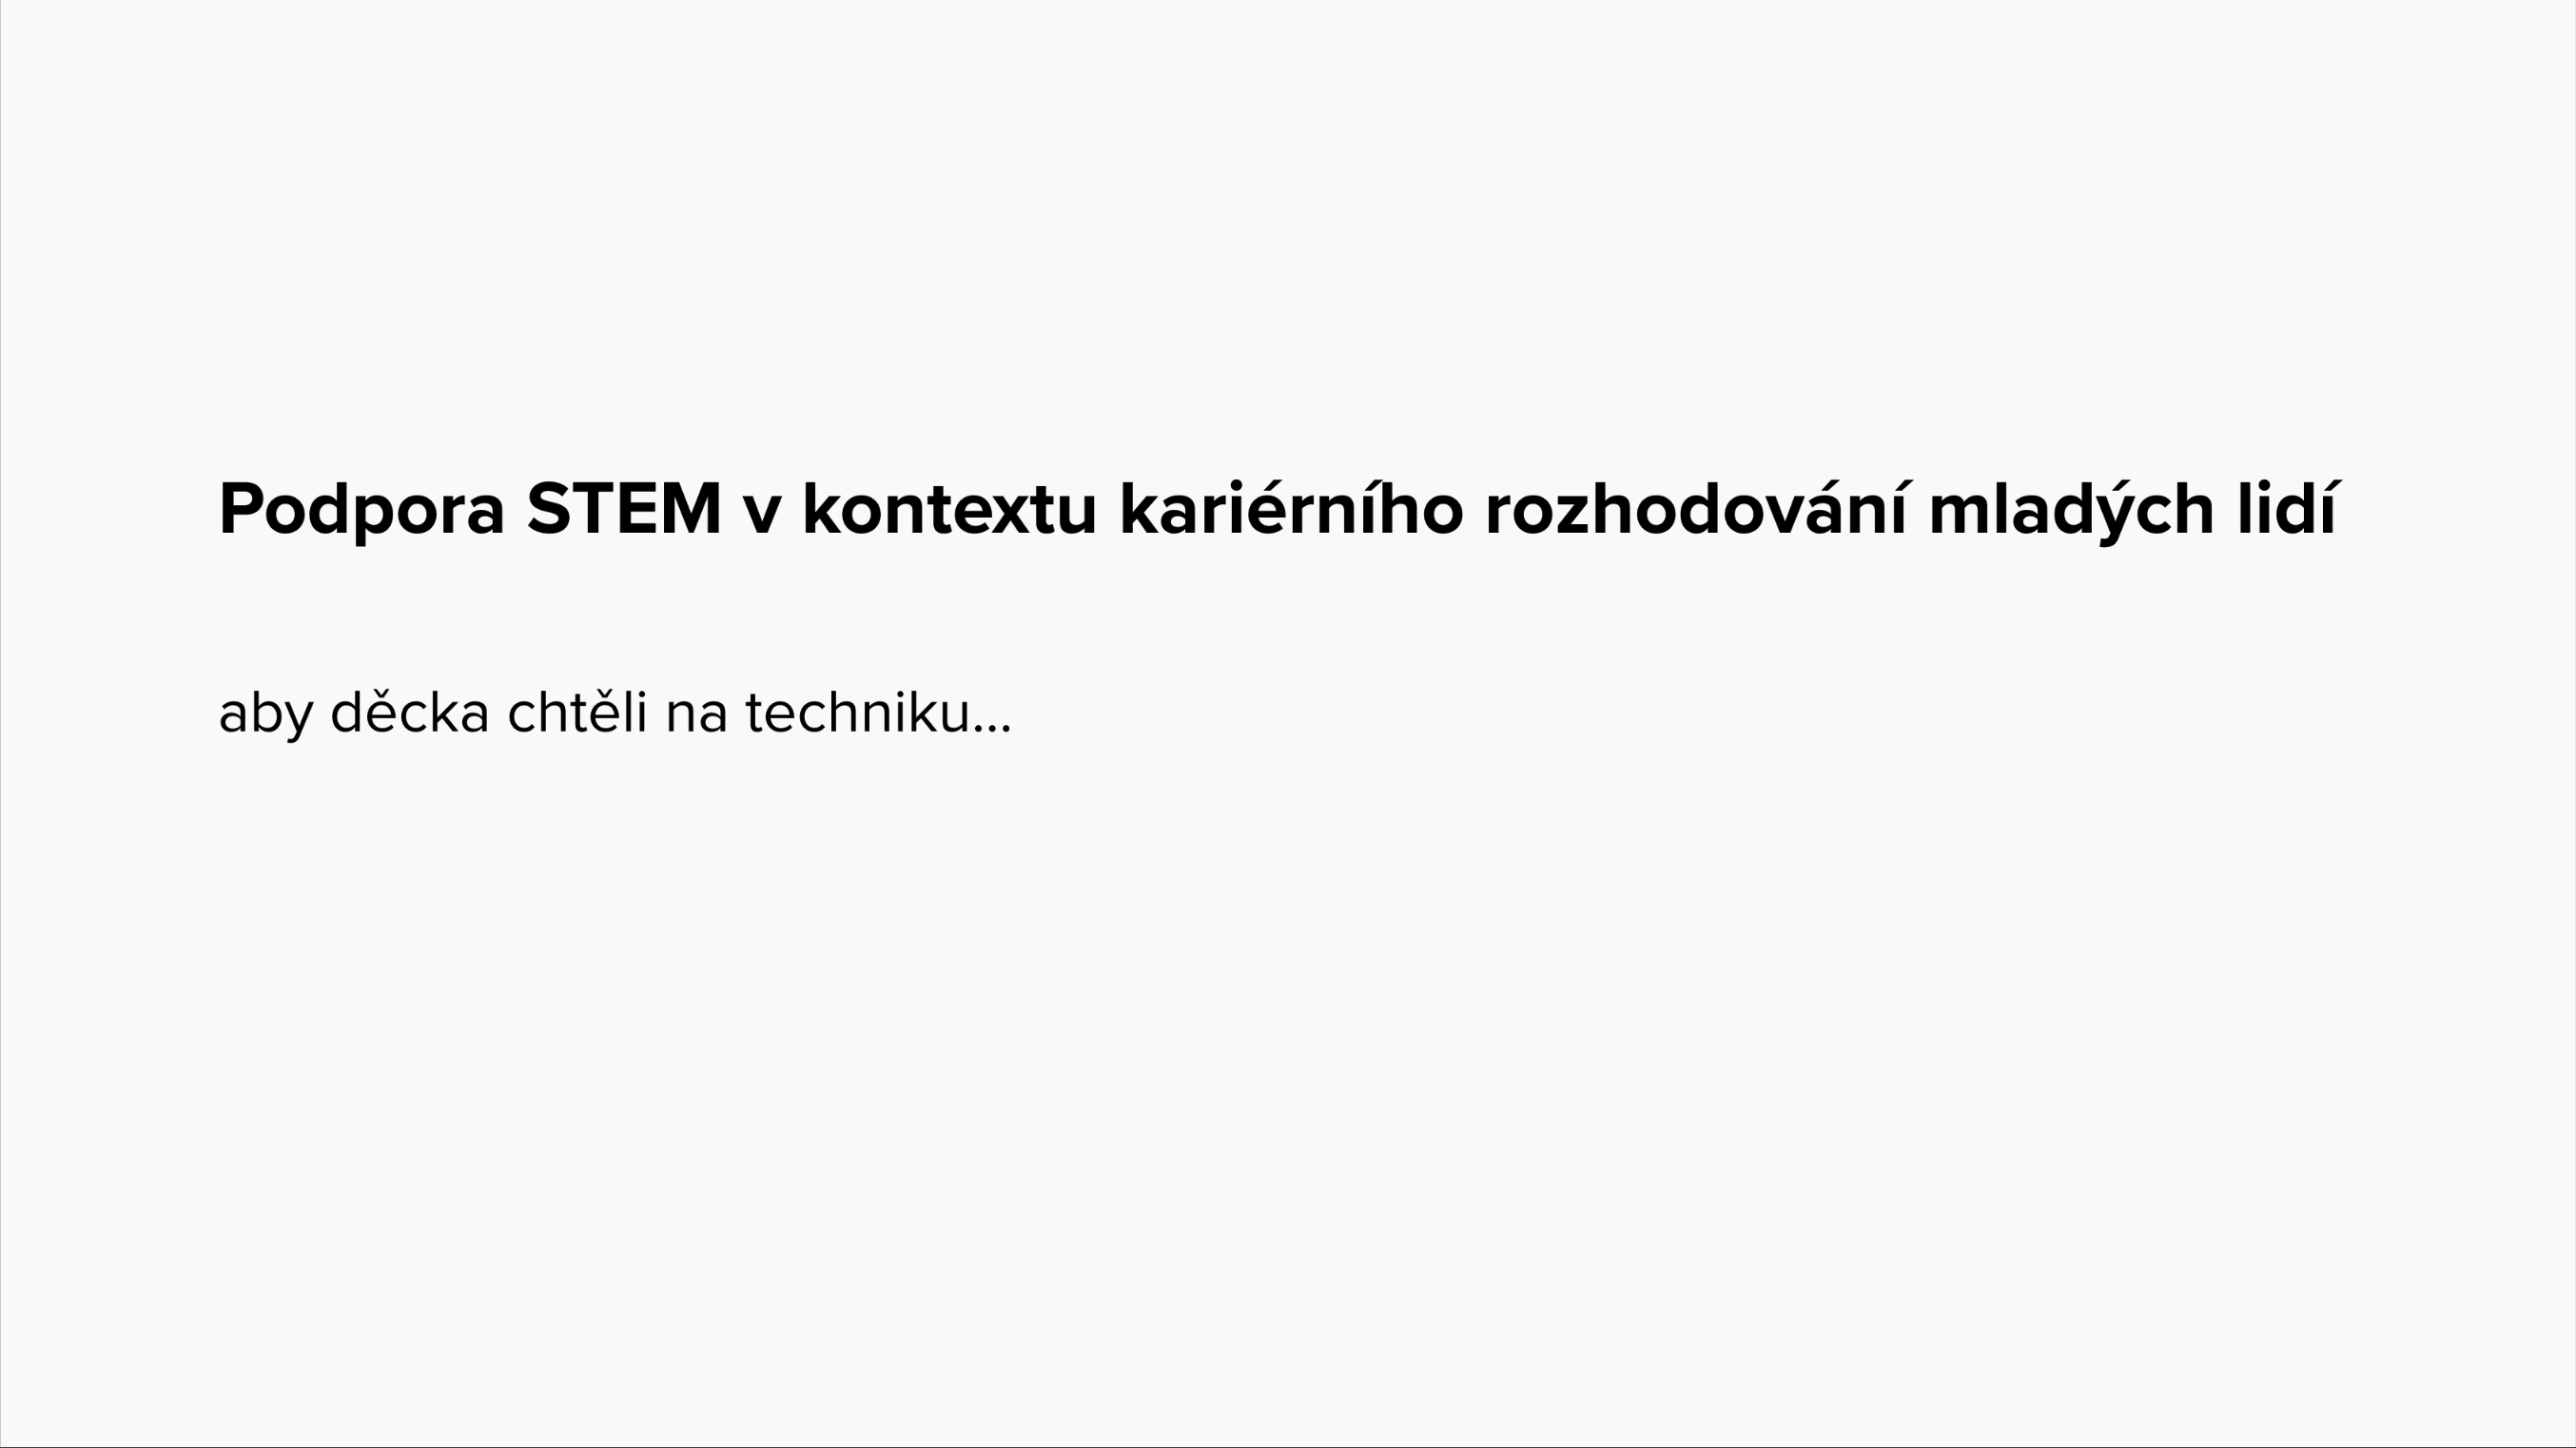 Podpora STEM v kontextu kariérního rozhodování mladých lidí
aby děcka chtěli na techniku...